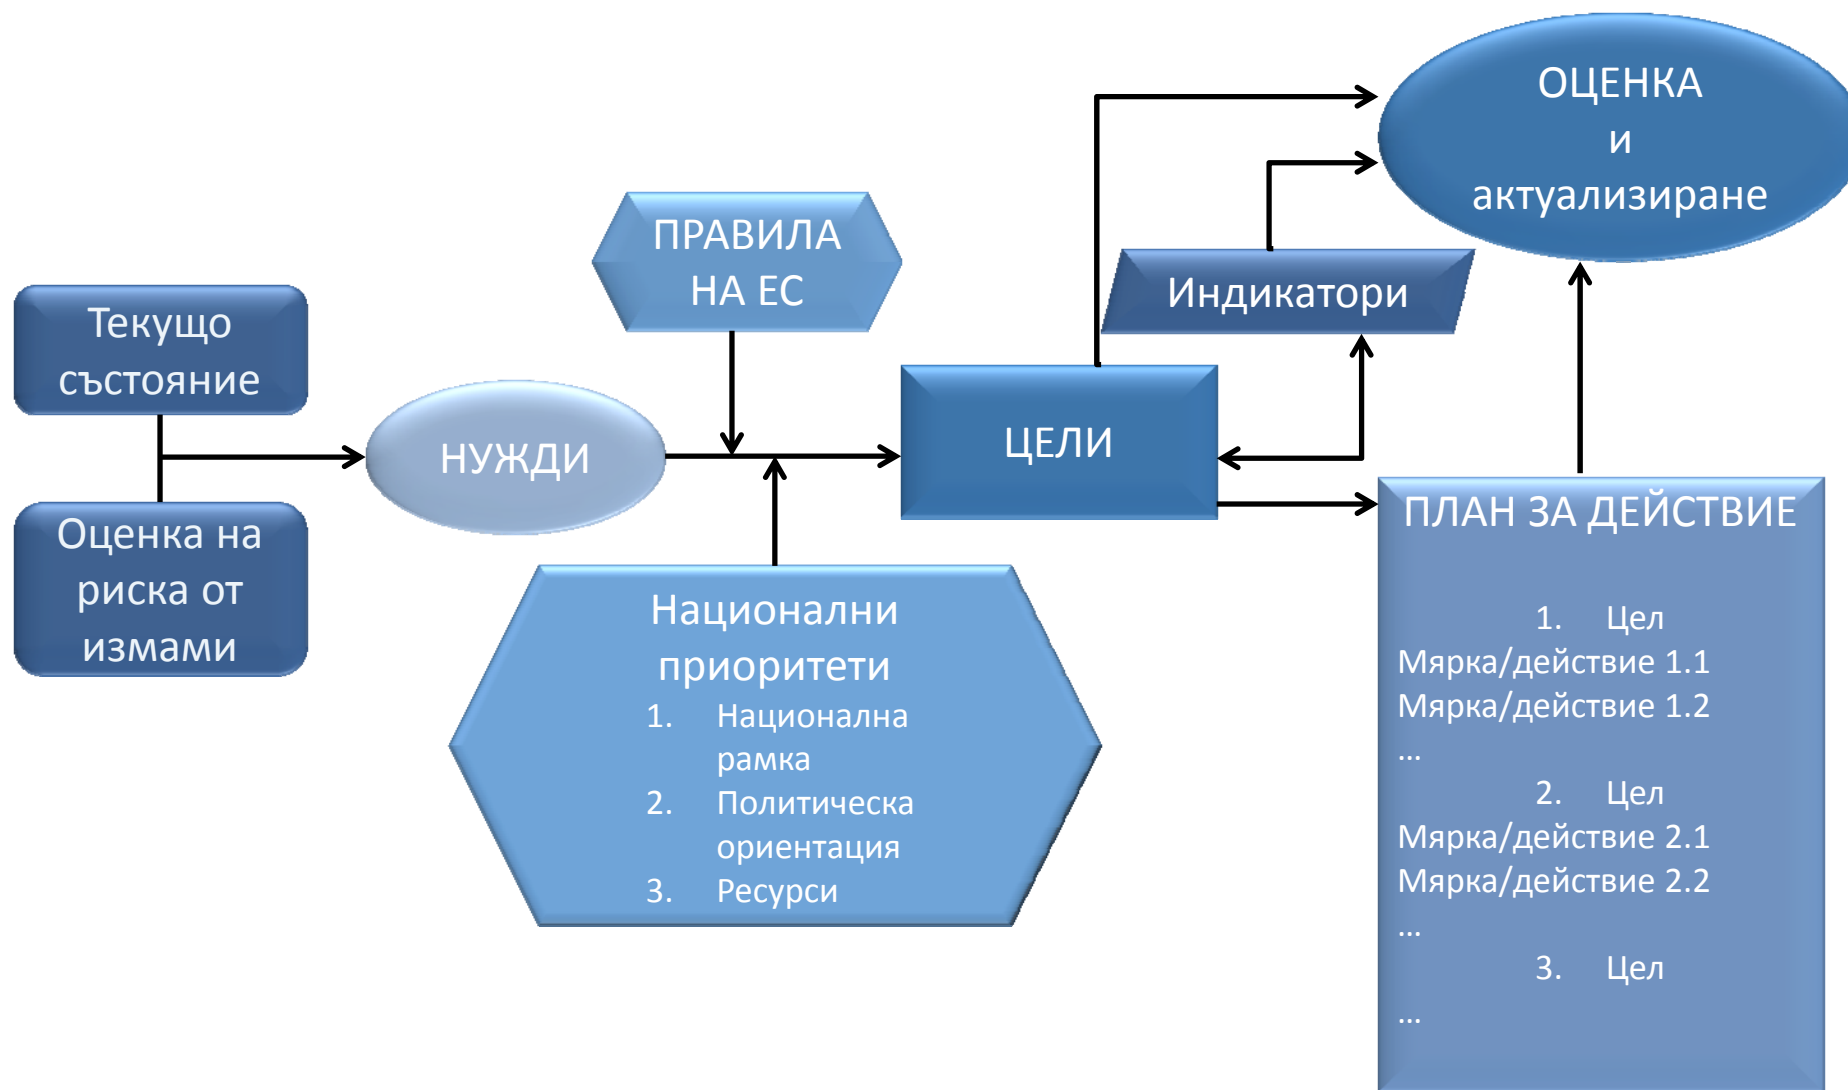 Текущо
състояние
Оценка на
риска от
измами
НУЖДИ
ПРАВИЛА
НА ЕС
Национални
приоритети
1. Национална
рамка
2. Политическа
ориентация
3. Ресурси
ЦЕЛИ
Индикатори
ОЦЕНКА
и
актуализиране
ПЛАН ЗА ДЕЙСТВИЕ
1. Цел
Мярка/действие 1.1
Мярка/действие 1.2
...
2. Цел
Мярка/действие 2.1
Мярка/действие 2.2
...
3. Цел
...